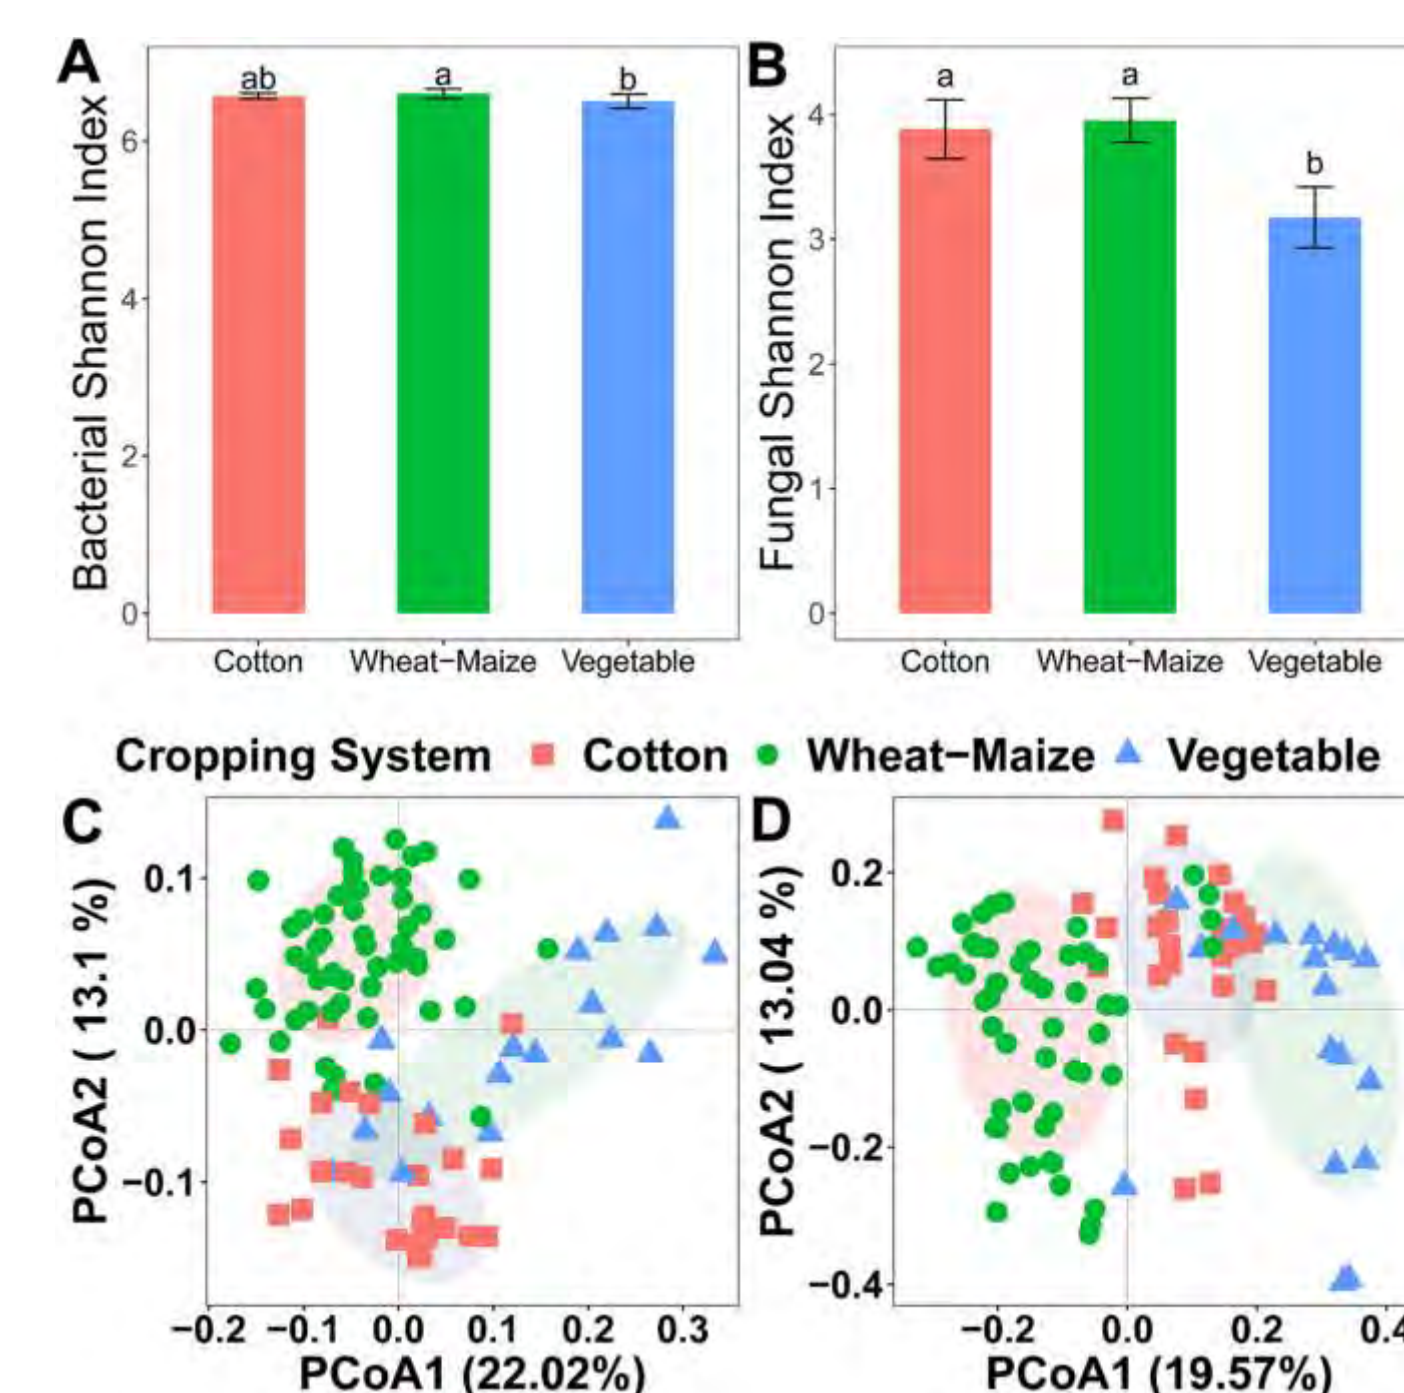 A
Bacterial Shannon Index
6
4
2
0
ab
a
b
Cotton
Wheat−Maize
Vegetable
B
Fungal Shannon Index
4
3
2
1
0
a
a
b
Cotton
Wheat−Maize
Vegetable
Cropping System
Cotton
Wheat−Maize
Vegetable
C
PCoA2 ( 13.1 %)
0.1
0.0
−0.1
−0.2
−0.1
0.0
0.1
0.2
0.3
PCoA1 (22.02%)
D
PCoA2 ( 13.04 %)
0.2
0.0
−0.2
−0.4
−0.2
0.0
0.2
0.4
PCoA1 (19.57%)